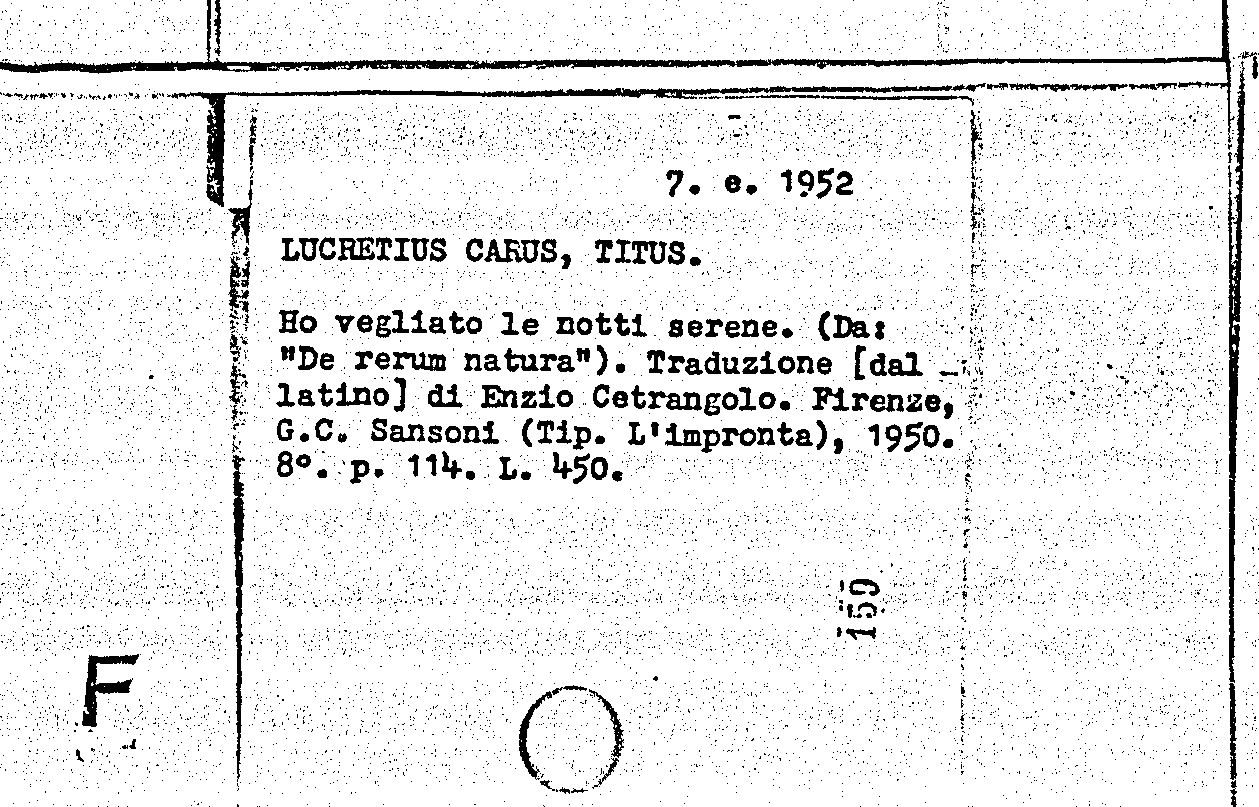 7. e. 1952
LUCRETIUS CARUS, TITUS.
Ho vegliato le notti serene. (Da:
"De rerum natura"). Traduzione [dal
latino] di Enzio Cetrangolo. Firenze,
G.C. Sansoni (Tip. L'impronta), 1950.
8°. p. 114. L. 450.
159
F